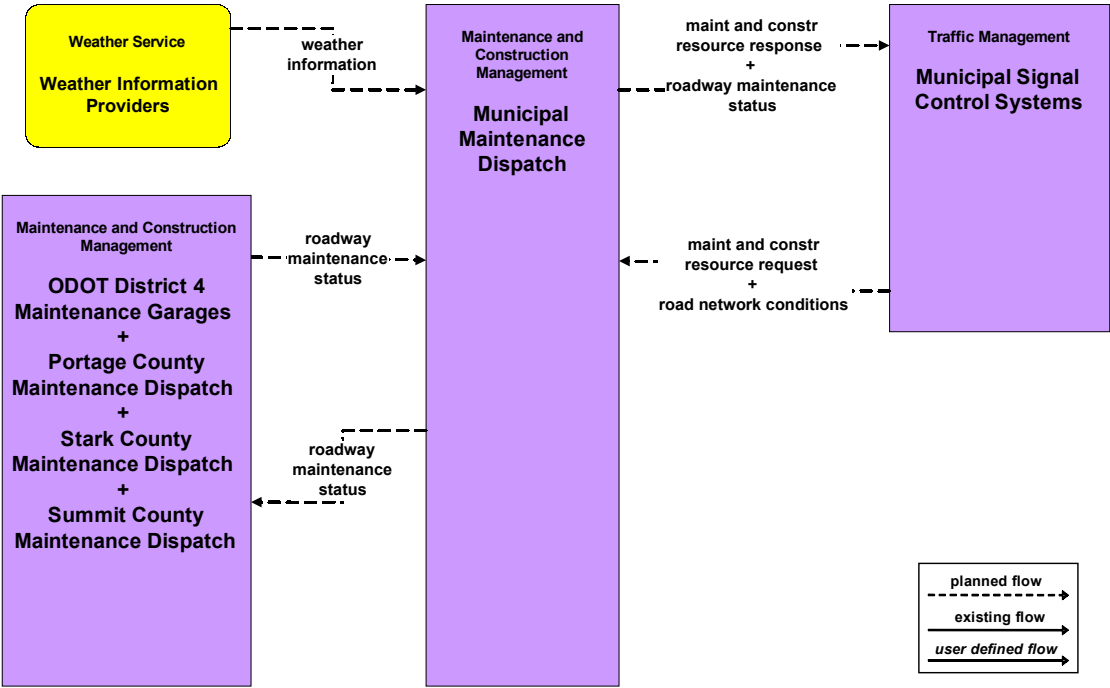 Weather Service
Weather Information
Providers
weather
information
Maintenance and
Construction
Management
Municipal
Maintenance
Dispatch
maint and constr
resource response
+
roadway maintenance
status
Traffic Management
Municipal Signal
Control Systems
Maintenance and Construction
Management
ODOT District 4
Maintenance Garages
+
Portage County
Maintenance Dispatch
+
Stark County
Maintenance Dispatch
+
Summit County
Maintenance Dispatch
roadway
maintenance
status
maint and constr
resource request
+
road network conditions
roadway
maintenance
status
planned flow
existing flow
user defined flow